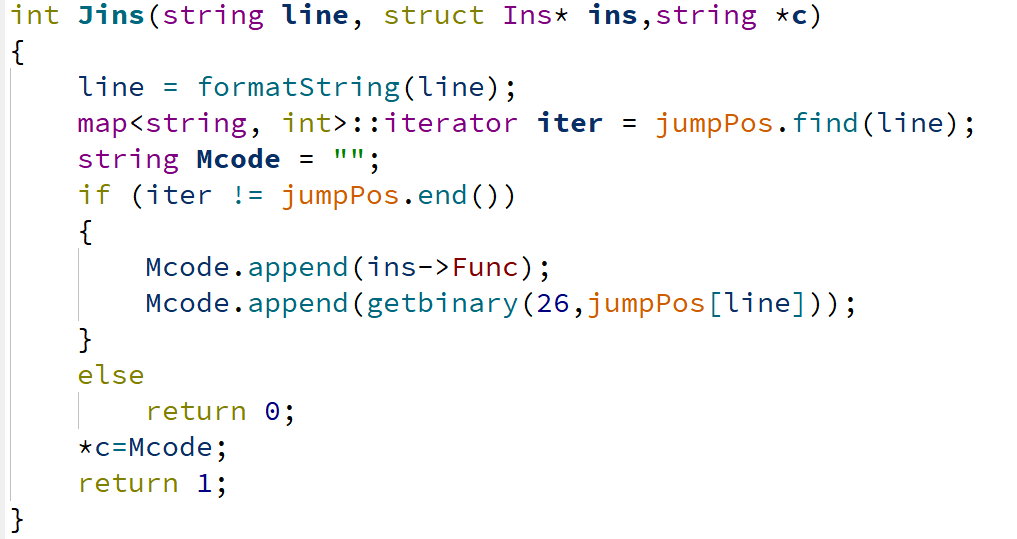 int Jins(string line, struct Ins* ins,string *c)
{
    line = formatString(line);
    map<string, int>::iterator iter = jumpPos.find(line);
    string Mcode = "";
    if (iter != jumpPos.end())
    {
        Mcode.append(ins->Func);
        Mcode.append(getbinary(26,jumpPos[line]));
    }
    else
        return 0;
    *c=Mcode;
    return 1;
}